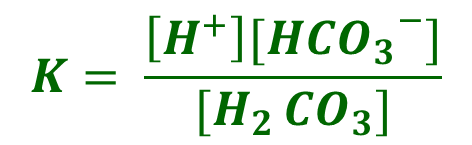 K = [H⁺][HCO₃⁻] / [H₂ CO₃]